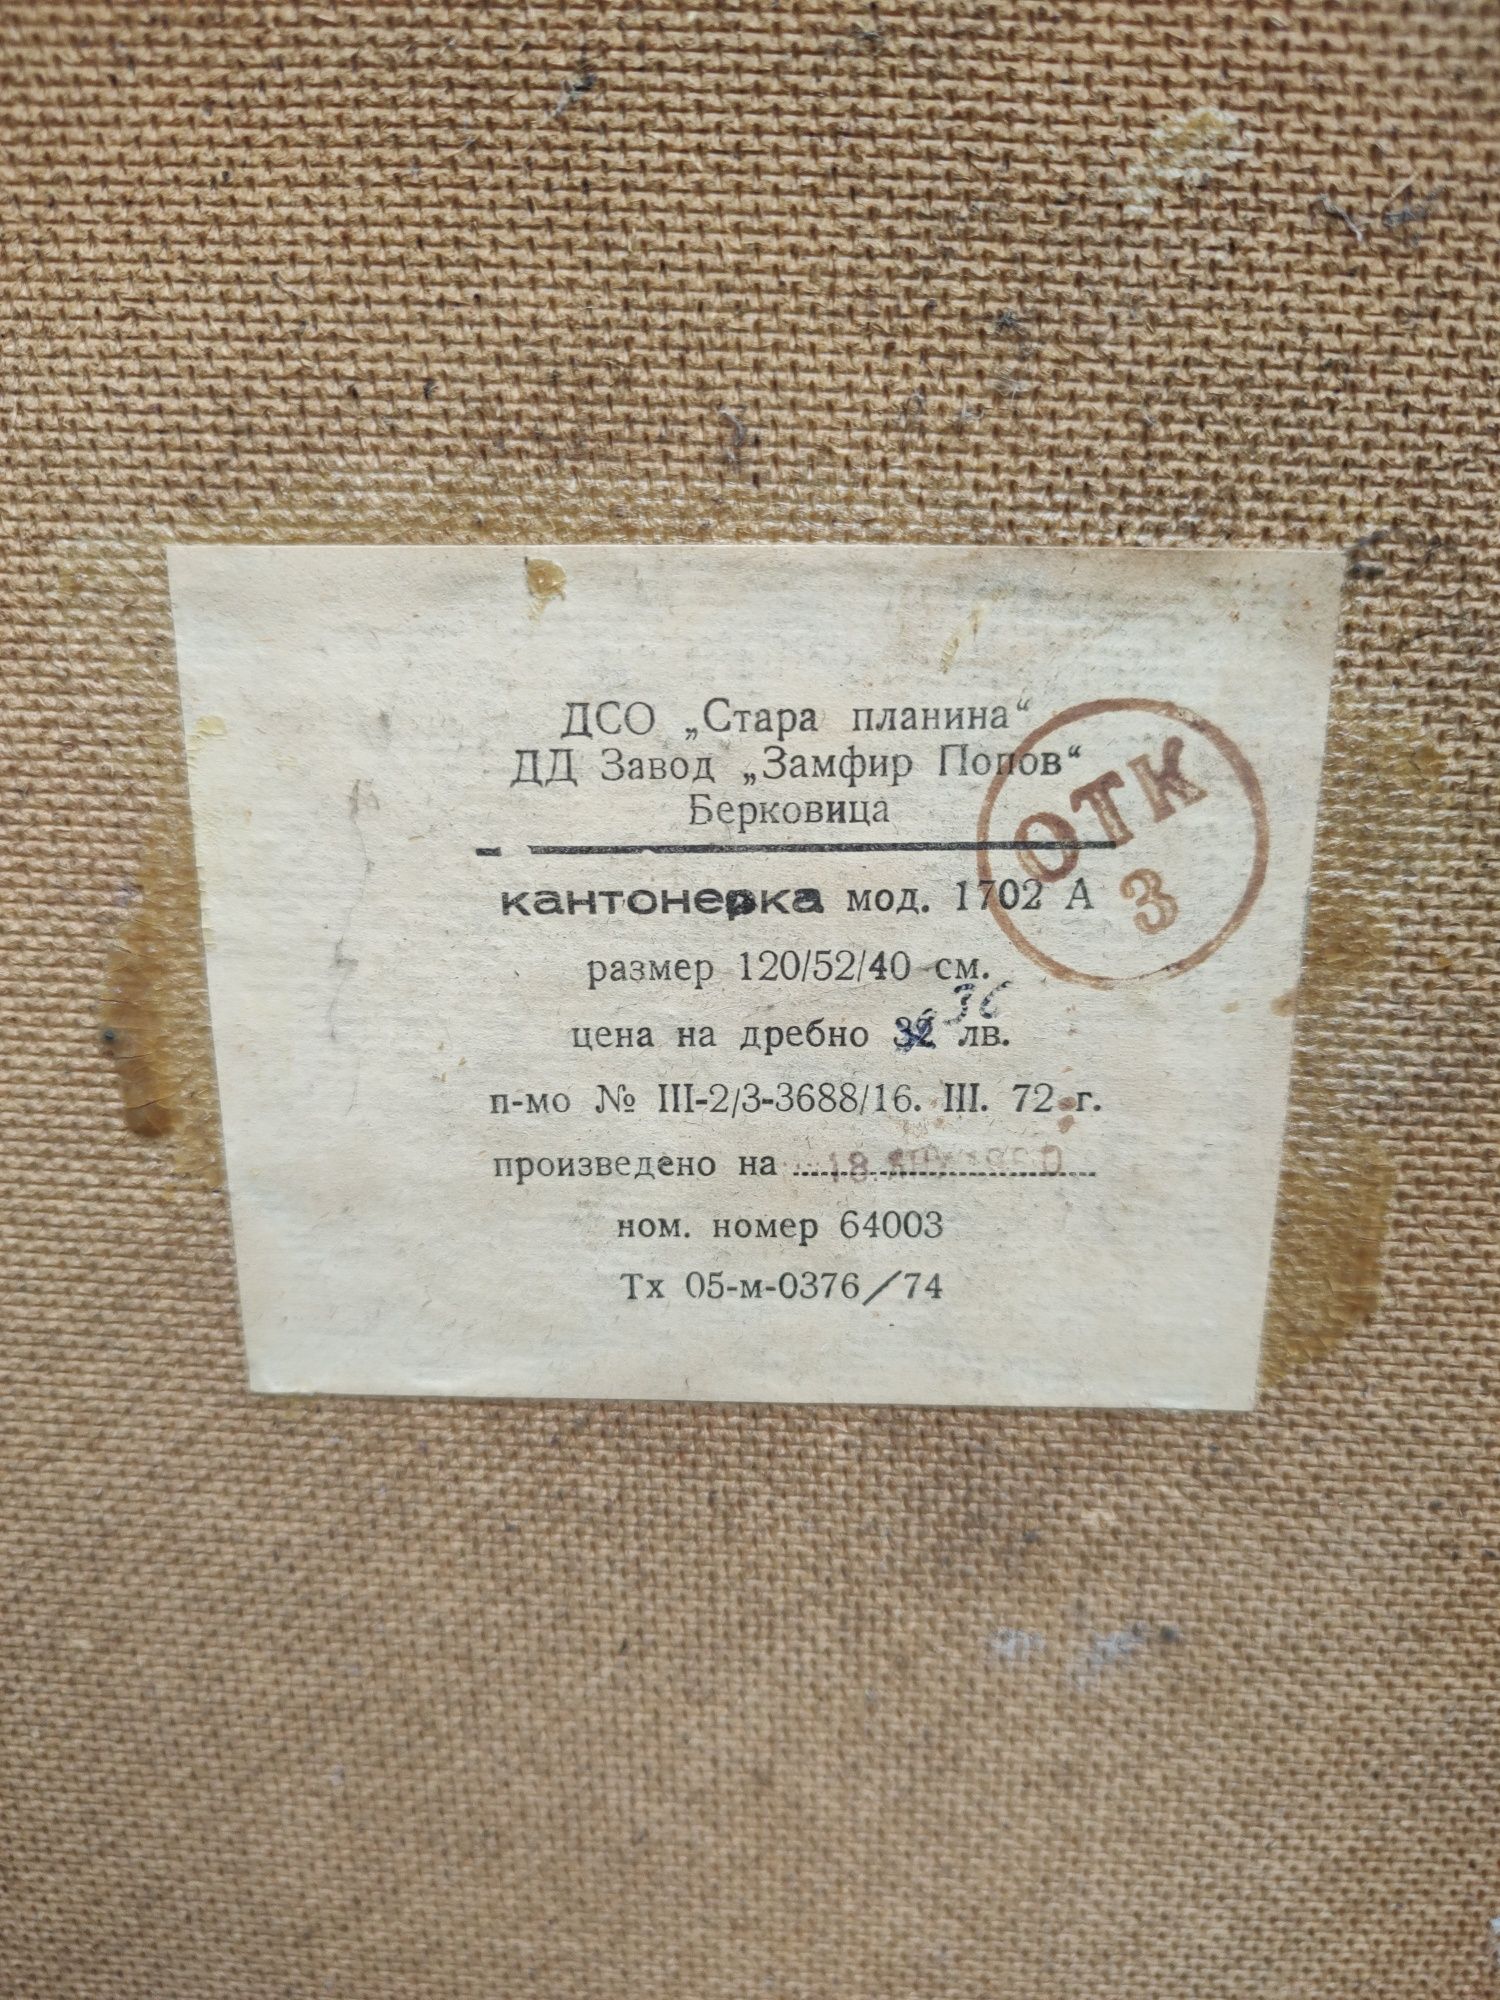 ДСО „Стара планина“
ДД Завод „Замфир Попов“
Берковица
ОТК
3
кантонерка мод. 1702 А
размер 120/52/40 см.
цена на дребно 32 36 лв.
п-мо № III-2/3-3688/16. III. 72 г.
произведено на 18
ном. номер 64003
Тх 05-м-0376/74